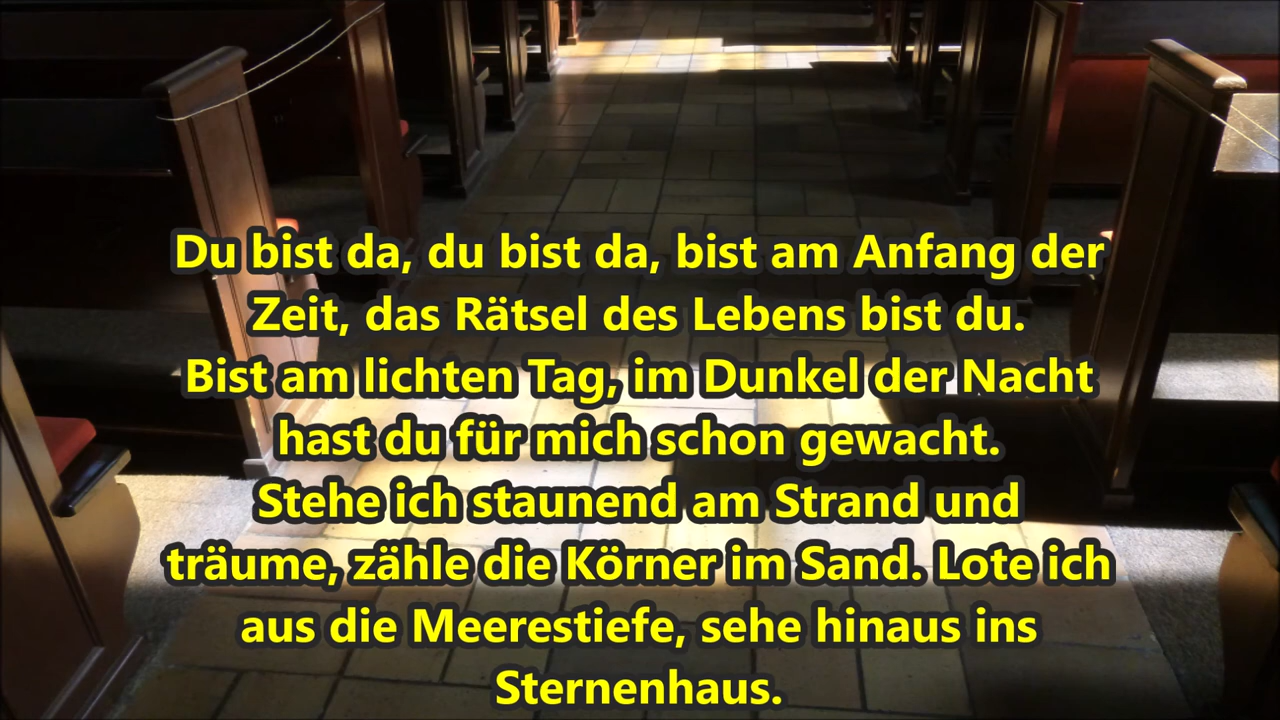 Du bist da, du bist da, bist am Anfang der
Zeit, das Rätsel des Lebens bist du.
Bist am lichten Tag, im Dunkel der Nacht
hast du für mich schon gewacht.
Stehe ich staunend am Strand und
träume, zähle die Körner im Sand. Lote ich
aus die Meerestiefe, sehe hinaus ins
Sternenhaus.